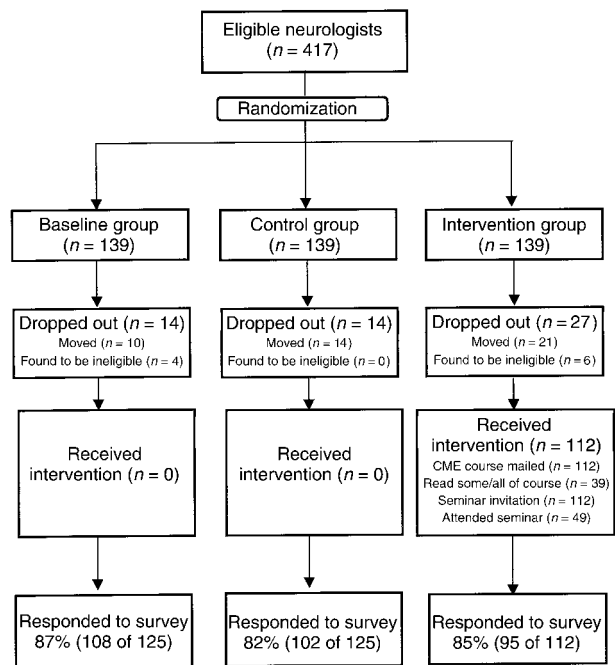 Eligible neurologists
(n = 417)
Randomization
Baseline group
(n = 139)
Control group
(n = 139)
Intervention group
(n = 139)
Dropped out (n = 14)
Moved (n = 10)
Found to be ineligible (n = 4)
Dropped out (n = 14)
Moved (n = 14)
Found to be ineligible (n = 0)
Dropped out (n = 27)
Moved (n = 21)
Found to be ineligible (n = 6)
Received
intervention (n = 0)
Received
intervention (n = 0)
Received
intervention (n = 112)
CME course mailed (n = 112)
Read some/all of course (n = 39)
Seminar invitation (n = 112)
Attended seminar (n = 49)
Responded to survey
87% (108 of 125)
Responded to survey
82% (102 of 125)
Responded to survey
85% (95 of 112)